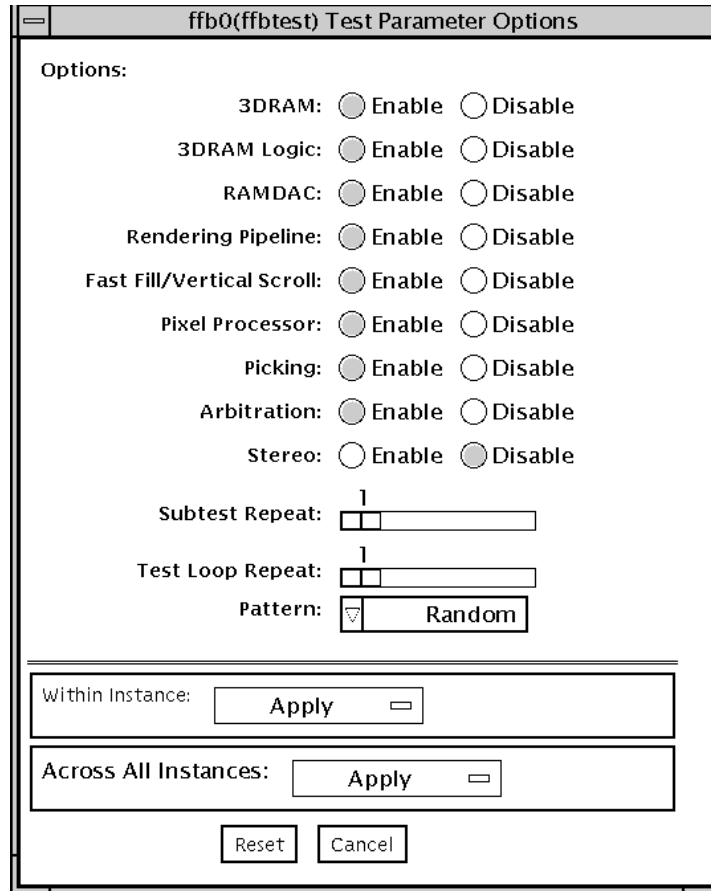 ffb0(ffbtest) Test Parameter Options
Options:
3DRAM: Enable Disable
3DRAM Logic: Enable Disable
RAMDAC: Enable Disable
Rendering Pipeline: Enable Disable
Fast Fill/Vertical Scroll: Enable Disable
Pixel Processor: Enable Disable
Picking: Enable Disable
Arbitration: Enable Disable
Stereo: Enable Disable
1
Subtest Repeat:
1
Test Loop Repeat:
Pattern: Random
Within Instance: Apply
Across All Instances: Apply
Reset Cancel